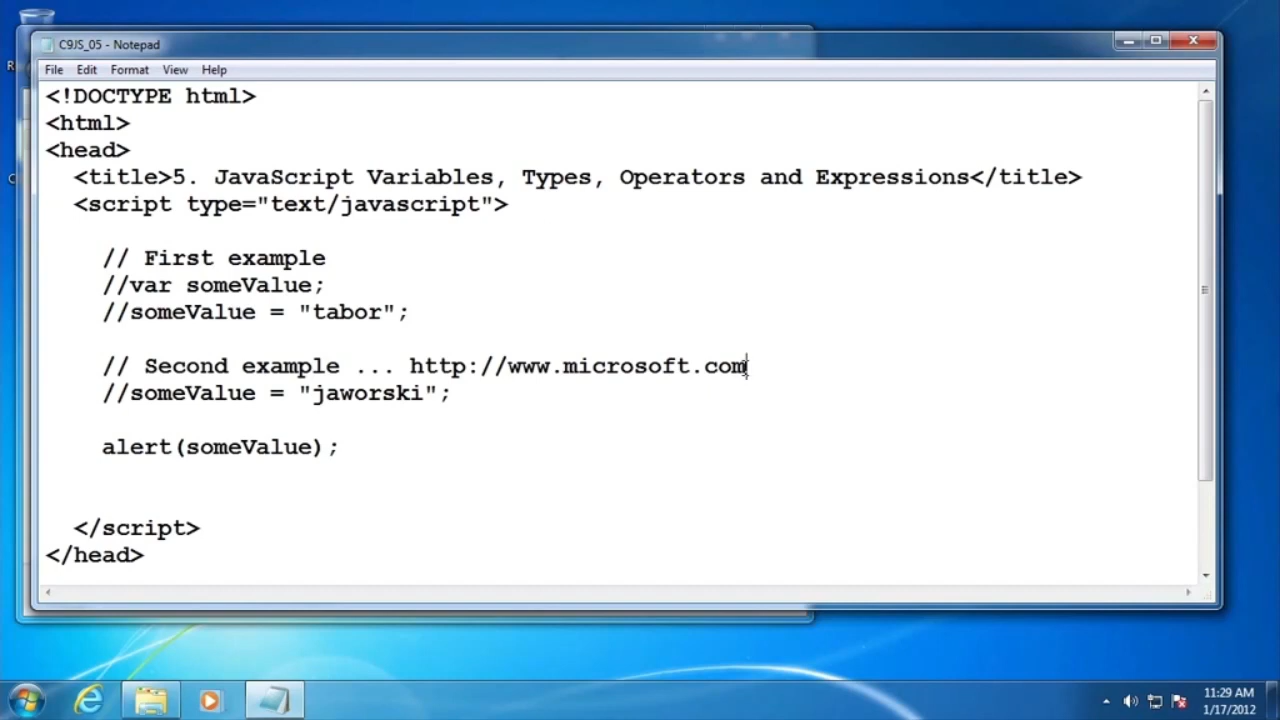 C9JS_05 - Notepad
File Edit Format View Help
<!DOCTYPE html>
<html>
<head>
<title>5. JavaScript Variables, Types, Operators and Expressions</title>
<script type="text/javascript">
// First example
//var someValue;
//someValue = "tabor";
// Second example ... http://www.microsoft.com
//someValue = "jaworski";
alert(someValue);
</script>
</head>
11:29 AM
1/17/2012